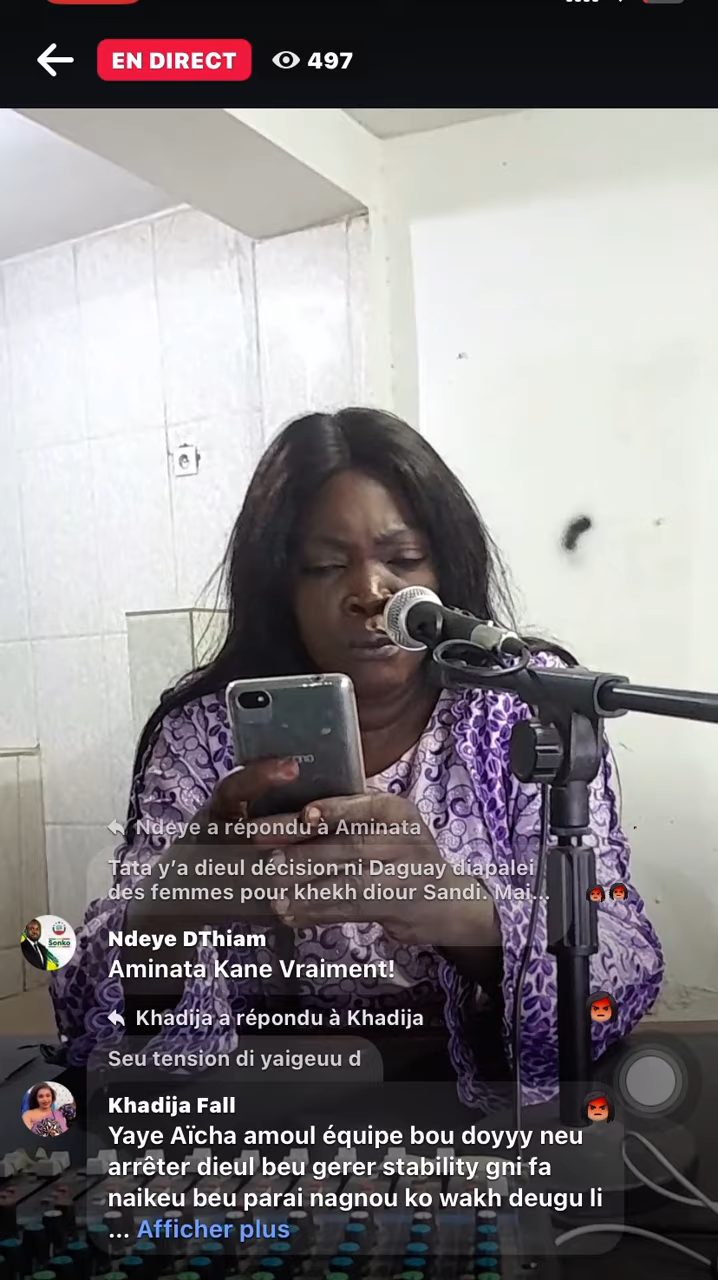 EN DIRECT 497
Ndeye a répondu à Aminata
Tata y'a dieul décision ni Daguay diapalei
des femmes pour khekh diour Sandi. Mai...
Sonko
Ndeye DThiam
Aminata Kane Vraiment!
Khadija a répondu à Khadija
Seu tension di yaigeuu d
Khadija Fall
Yaye Aïcha amoul équipe bou doyyy neu
arrêter dieul beu gerer stability gni fa
naikeu beu parai nagnou ko wakh deugu li
... Afficher plus